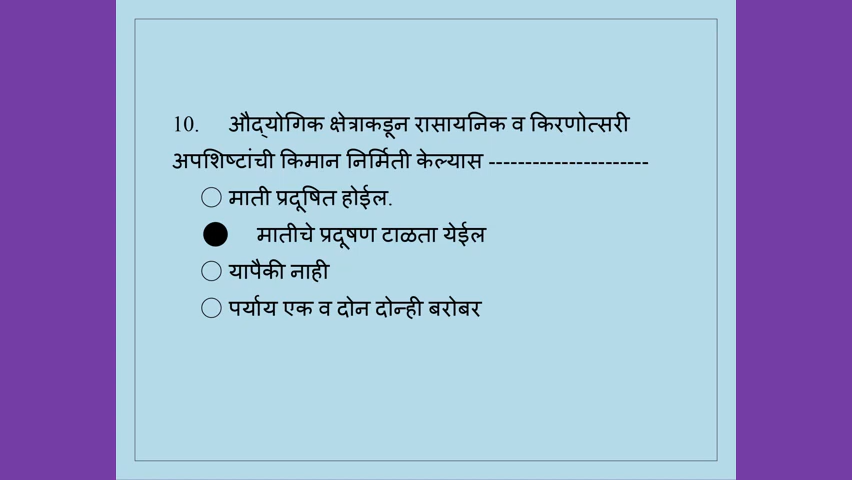 10. औद्योगिक क्षेत्राकडून रासायनिक व किरणोत्सरी
अपशिष्टांची किमान निर्मिती केल्यास ----------------------
माती प्रदूषित होईल.
मातीचे प्रदूषण टाळता येईल
यापैकी नाही
पर्याय एक व दोन दोन्ही बरोबर